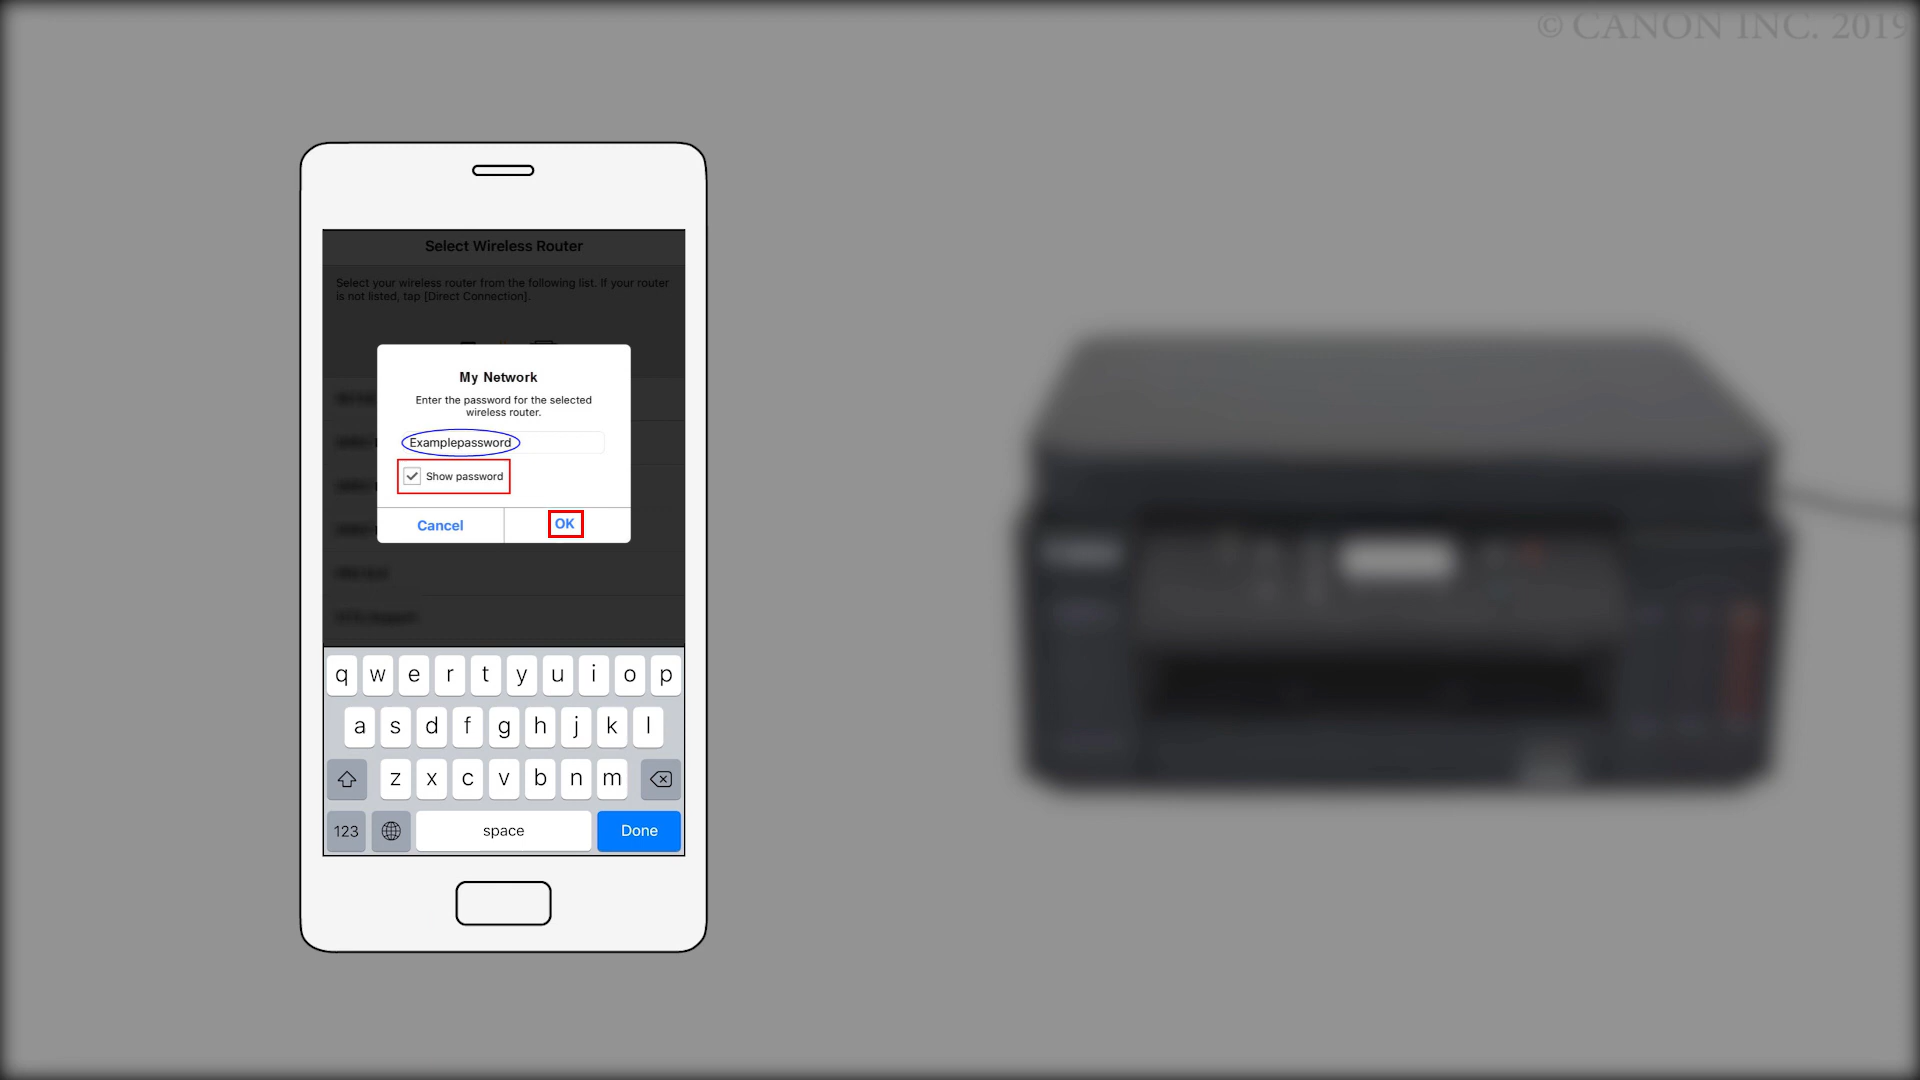 © CANON INC. 2019
Select Wireless Router
Select your wireless router from the following list. If your router
is not listed, tap [Direct Connection].
My Network
Enter the password for the selected
wireless router.
Examplepassword
Show password
Cancel
OK
q w e r t y u i o p
a s d f g h j k l
z x c v b n m
123
space
Done